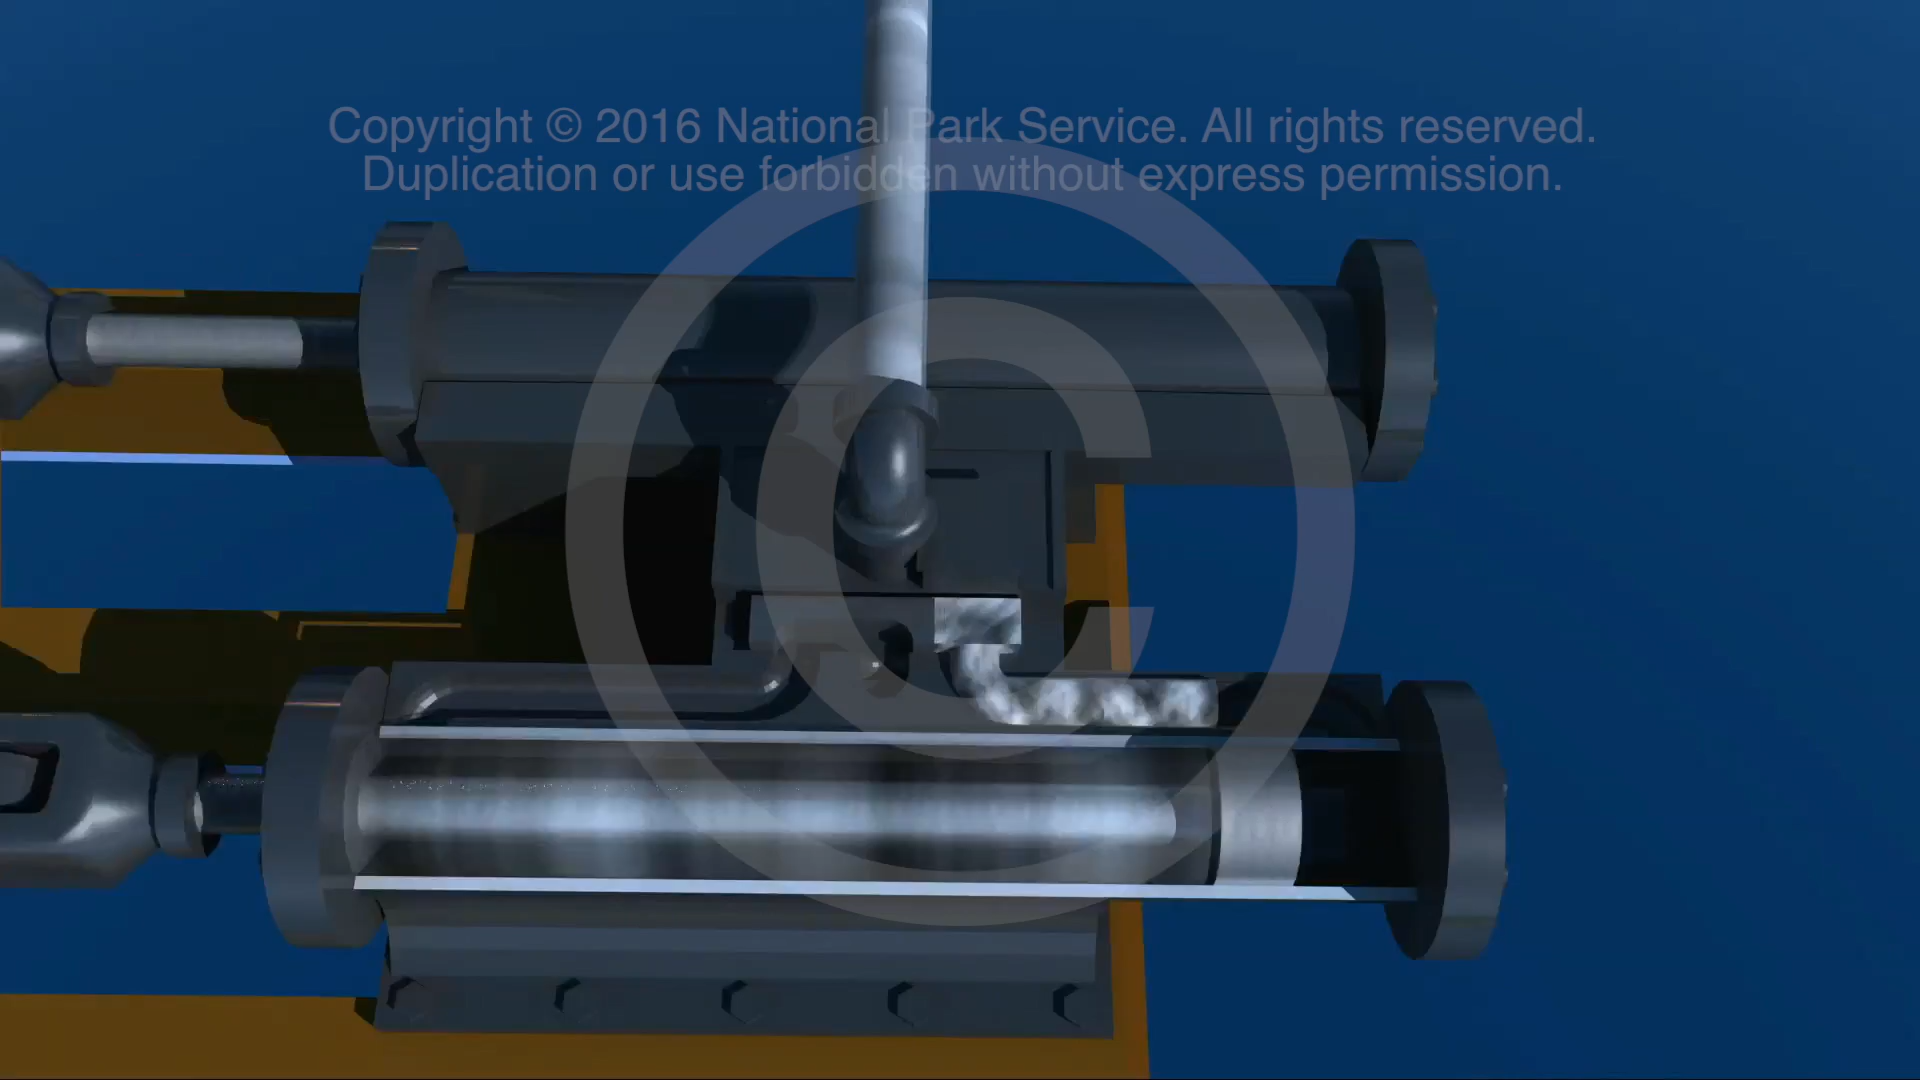 Copyright © 2016 National Park Service. All rights reserved.
Duplication or use forbidden without express permission.